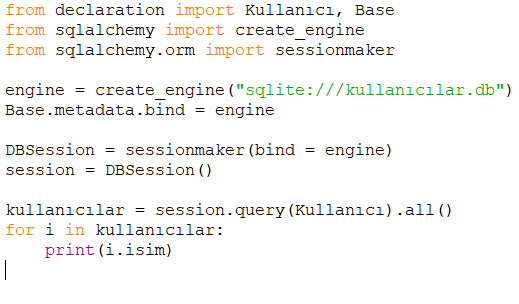 from declaration import Kullanıcı, Base
from sqlalchemy import create_engine
from sqlalchemy.orm import sessionmaker
engine = create_engine("sqlite:///kullanıcılar.db")
Base.metadata.bind = engine
DBSession = sessionmaker(bind = engine)
session = DBSession()
kullanıcılar = session.query(Kullanıcı).all()
for i in kullanıcılar:
    print(i.isim)